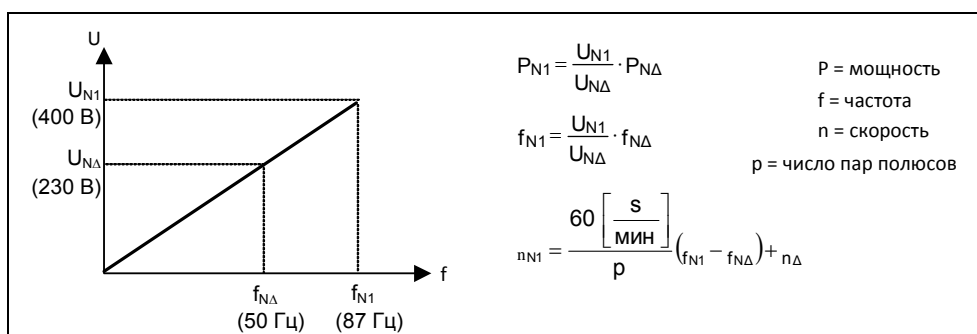 U
U_N1
(400 В)
U_NΔ
(230 В)
f
f_NΔ
(50 Гц)
f_N1
(87 Гц)
P_N1 = U_N1 / U_NΔ · P_NΔ
f_N1 = U_N1 / U_NΔ · f_NΔ
n_N1 = 60 [s / мин] / p (f_N1 − f_NΔ) + n_Δ
P = мощность
f = частота
n = скорость
p = число пар полюсов